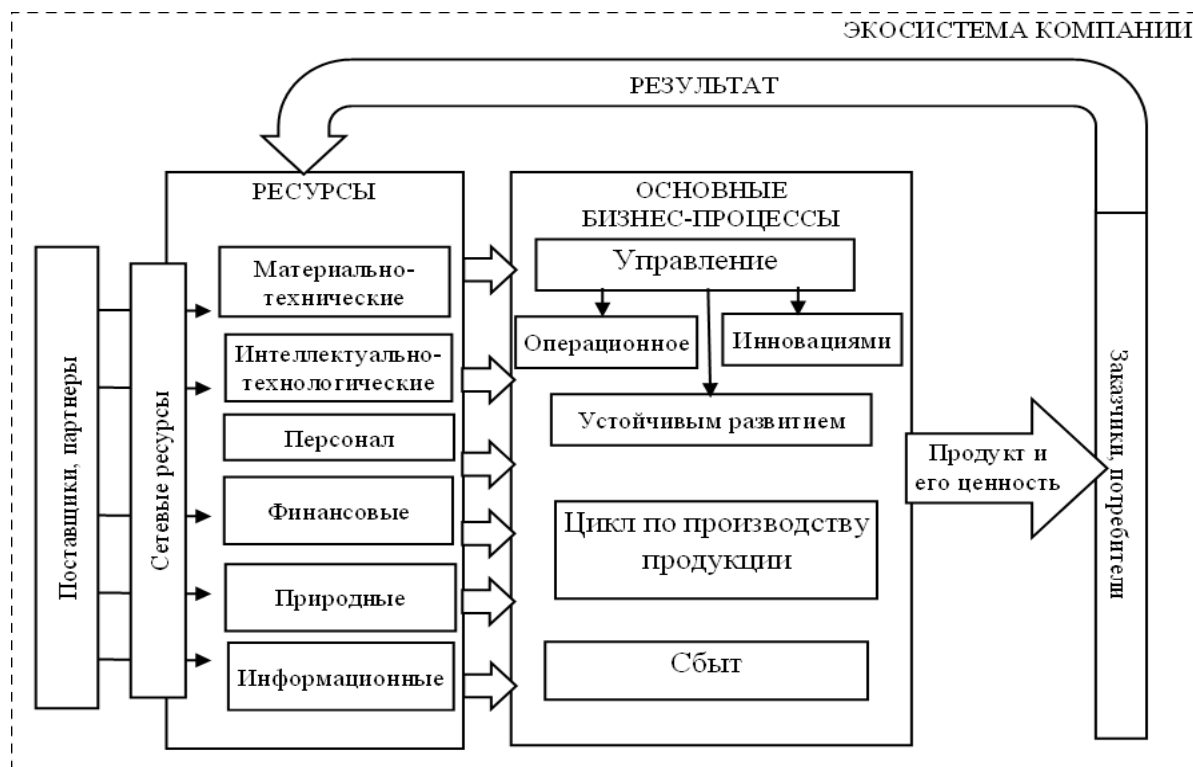 ЭКОСИСТЕМА КОМПАНИИ
РЕЗУЛЬТАТ
Поставщики, партнеры
Сетевые ресурсы
РЕСУРСЫ
Материально-
технические
Интеллектуально-
технологические
Персонал
Финансовые
Природные
Информационные
ОСНОВНЫЕ
БИЗНЕС-ПРОЦЕССЫ
Управление
Операционное
Инновациями
Устойчивым развитием
Цикл по производству
продукции
Сбыт
Продукт и
его ценность
Заказчики, потребители